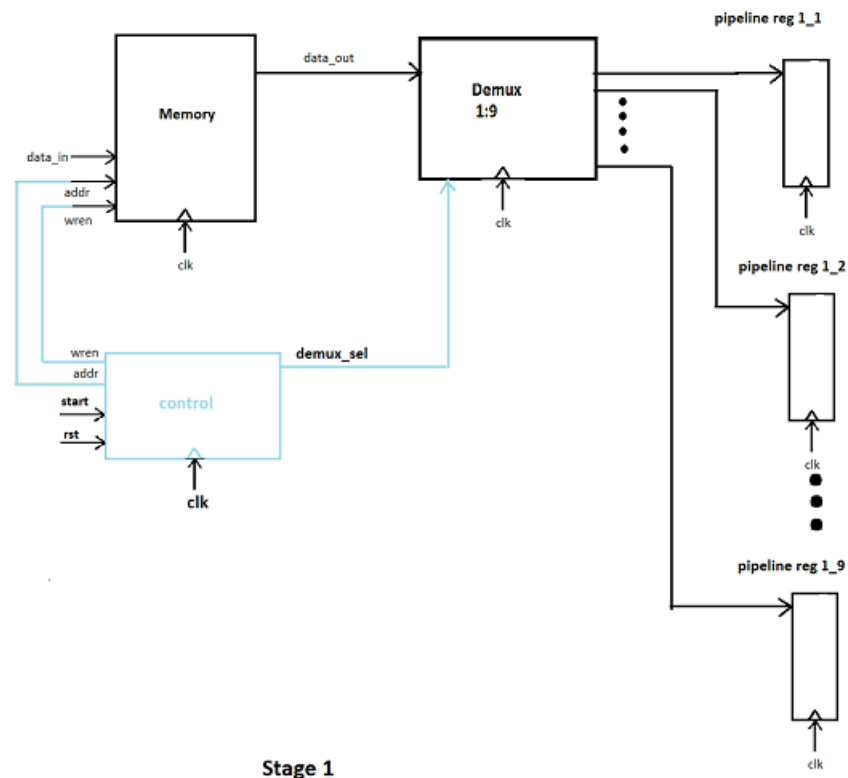 pipeline reg 1_1
data_out
Demux
1:9
Memory
data_in
addr
wren
clk
clk
clk
pipeline reg 1_2
wren
addr
demux_sel
start
control
rst
clk
clk
pipeline reg 1_9
clk
Stage 1